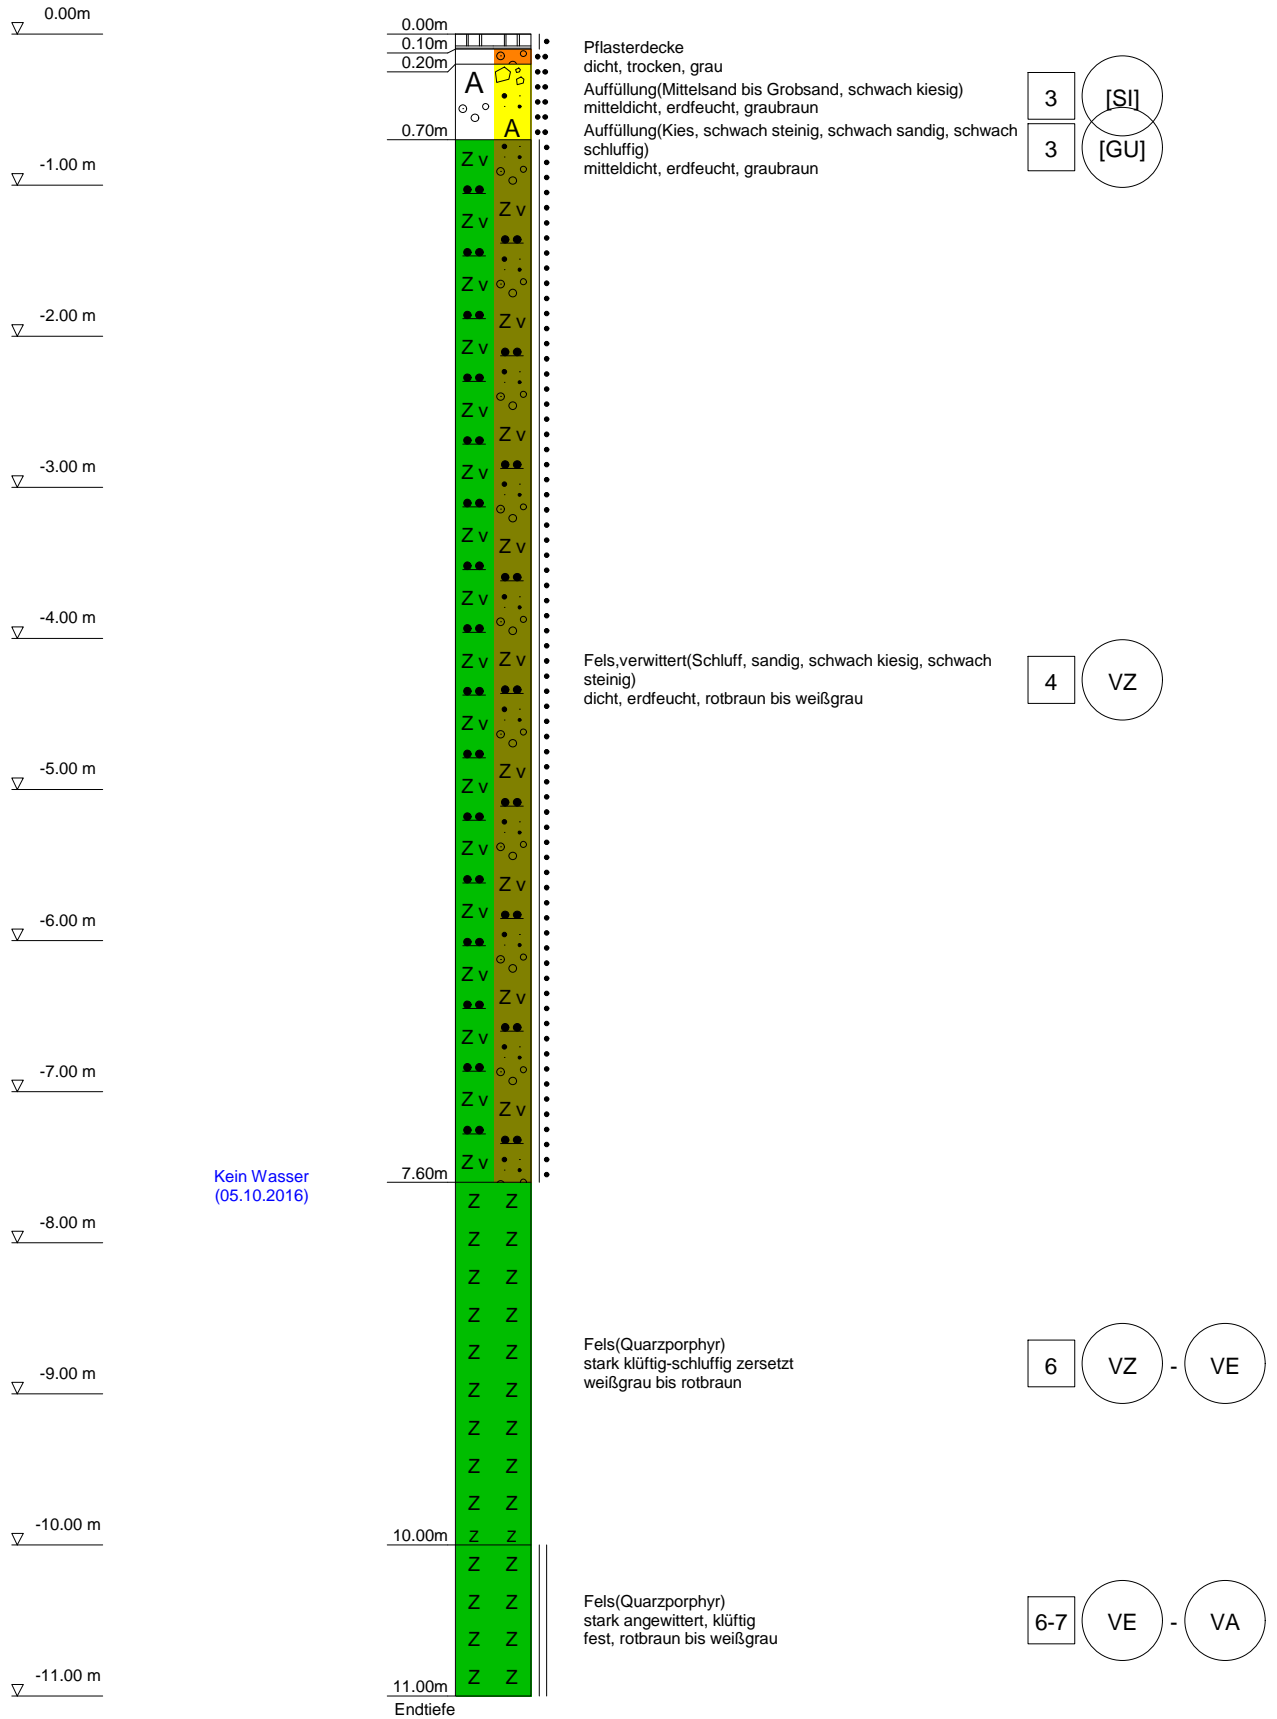 0.00m
0.00m
0.10m
0.20m
Pflasterdecke
dicht, trocken, grau
Auffüllung(Mittelsand bis Grobsand, schwach kiesig)
mitteldicht, erdfeucht, graubraun
3 [SI]
A
A
0.70m
Auffüllung(Kies, schwach steinig, schwach sandig, schwach
schluffig)
mitteldicht, erdfeucht, graubraun
3 [GU]
-1.00 m
Z v
Z v
Z v
Z v
-2.00 m
Z v
Z v
Z v
Z v
-3.00 m
Z v
Z v
Z v
Z v
-4.00 m
Z v
Z v Z v
Fels,verwittert(Schluff, sandig, schwach kiesig, schwach
steinig)
dicht, erdfeucht, rotbraun bis weißgrau
4 VZ
Z v
-5.00 m
Z v
Z v
Z v
Z v
-6.00 m
Z v
Z v
Z v
Z v
-7.00 m
Z v
Z v
Z v
7.60m
Kein Wasser
(05.10.2016)
Z Z
-8.00 m
Z Z
Z Z
Z Z
Z Z
Fels(Quarzporphyr)
stark klüftig-schluffig zersetzt
weißgrau bis rotbraun
6 VZ - VE
-9.00 m
Z Z
Z Z
Z Z
Z Z
-10.00 m
Z Z
10.00m
Z Z
Z Z
Fels(Quarzporphyr)
stark angewittert, klüftig
fest, rotbraun bis weißgrau
6-7 VE - VA
Z Z
Z Z
-11.00 m
11.00m
Endtiefe